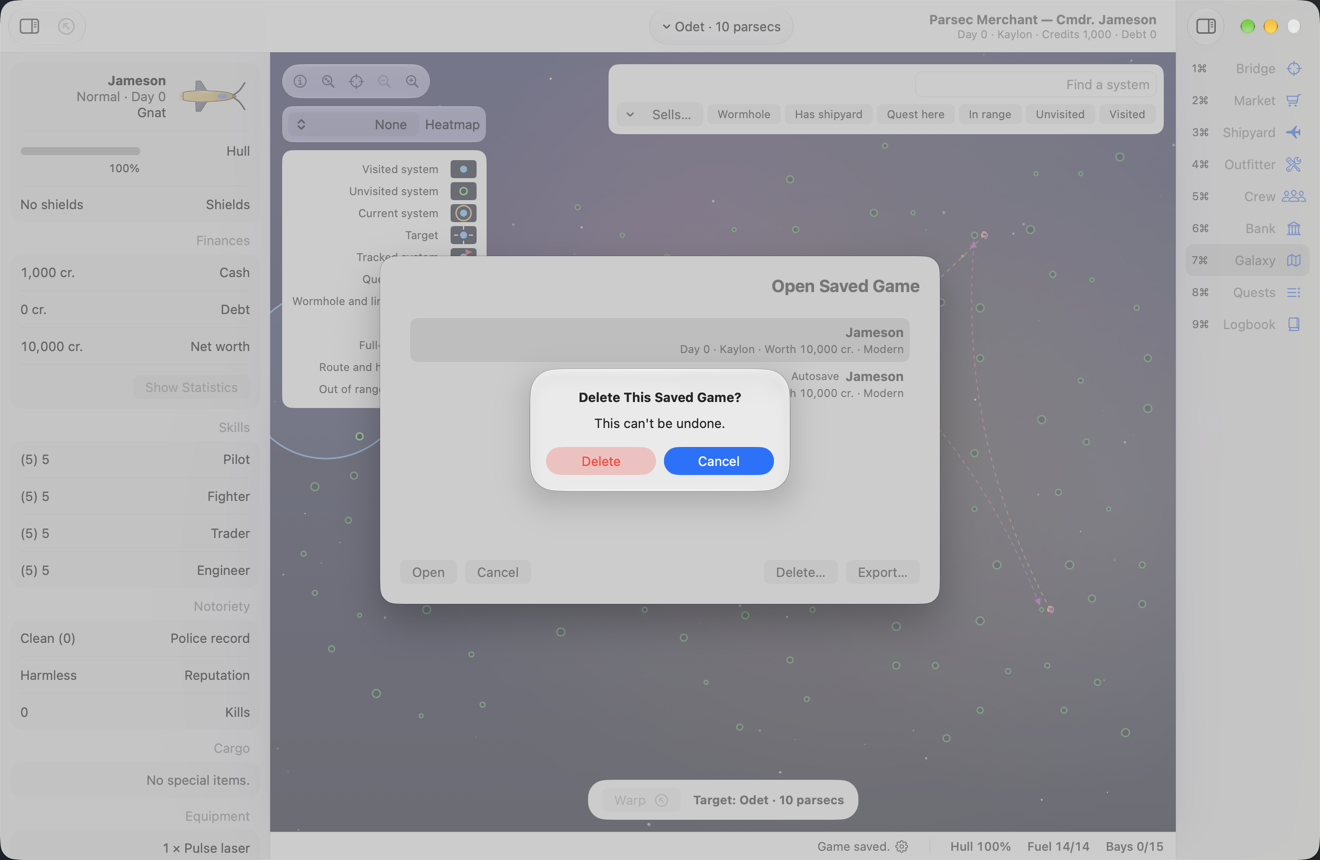 Odet · 10 parsecs
Parsec Merchant — Cmdr. Jameson
Day 0 · Kaylon · Credits 1,000 · Debt 0
Jameson
Normal · Day 0
Gnat
Hull
100%
Shields
No shields
Finances
Cash
1,000 cr.
Debt
0 cr.
Net worth
10,000 cr.
Show Statistics
Skills
Pilot
(5) 5
Fighter
(5) 5
Trader
(5) 5
Engineer
(5) 5
Notoriety
Police record
Clean (0)
Reputation
Harmless
Kills
0
Cargo
No special items.
Equipment
1 × Pulse laser
Heatmap
None
Visited system
Unvisited system
Current system
Target
Tracked system
Wormhole and
Full-
Route and
Out of
Find a system
Visited
Unvisited
In range
Quest here
Has shipyard
Wormhole
Sells...
Open Saved Game
Jameson
Day 0 · Kaylon · Worth 10,000 cr. · Modern
Jameson Autosave
10,000 cr. · Modern
Delete This Saved Game?
This can't be undone.
Delete
Cancel
Open
Cancel
Delete...
Export...
Target: Odet · 10 parsecs
Warp
Game saved.
Hull 100%
Fuel 14/14
Bays 0/15
Bridge 1⌘
Market 2⌘
Shipyard 3⌘
Outfitter 4⌘
Crew 5⌘
Bank 6⌘
Galaxy 7⌘
Quests 8⌘
Logbook 9⌘